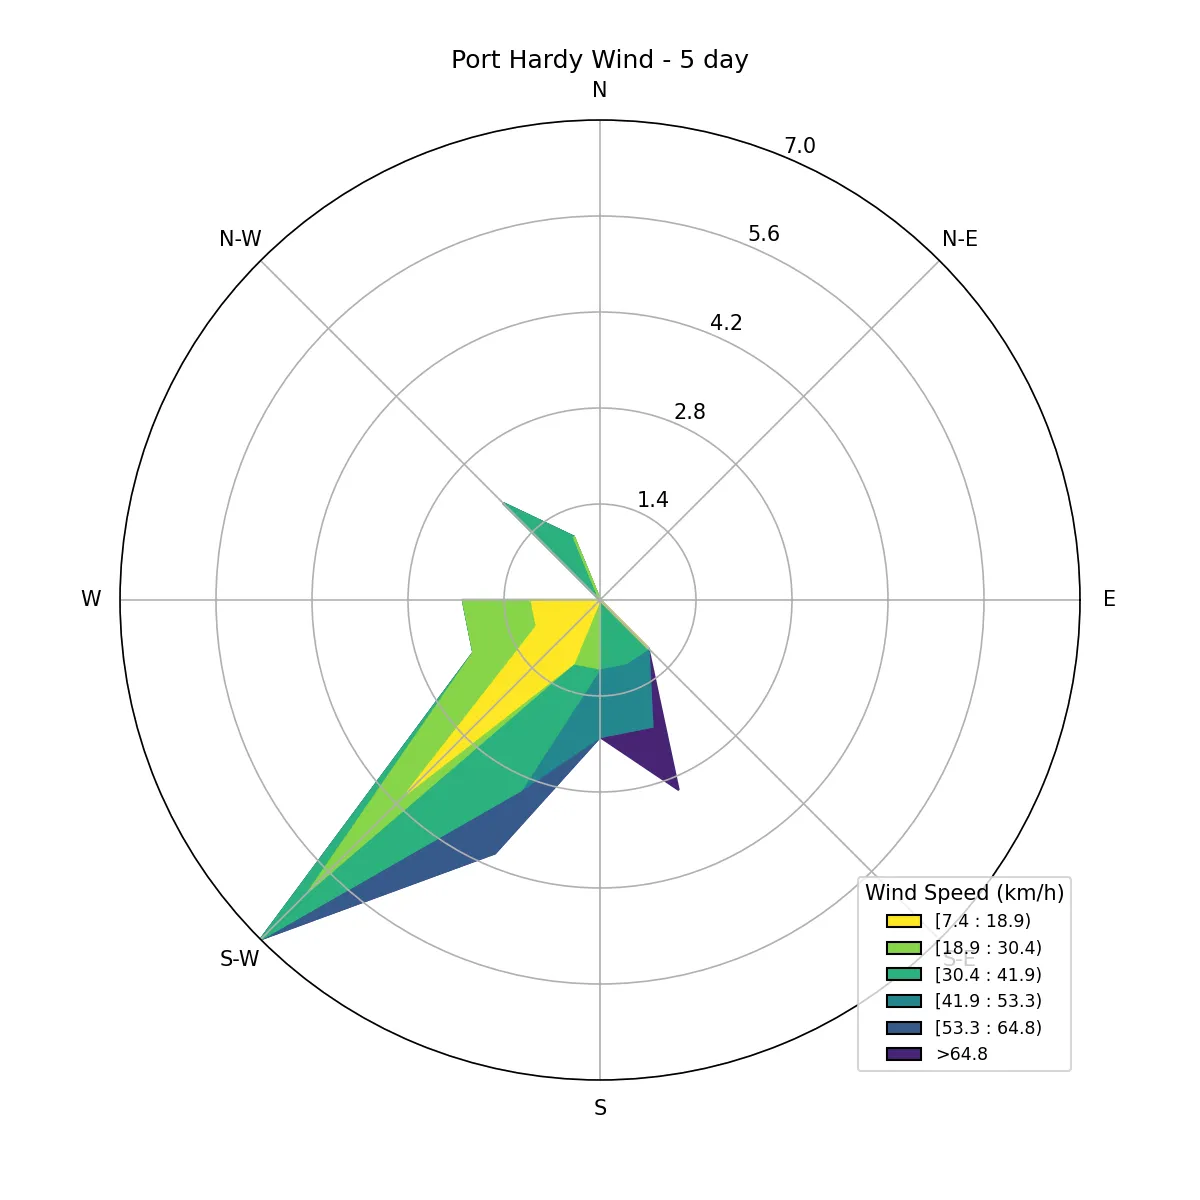 Port Hardy Wind - 5 day
N
7.0
N-W
5.6
N-E
4.2
2.8
1.4
W
E
S-W
S-E
Wind Speed (km/h)
[7.4 : 18.9)
[18.9 : 30.4)
[30.4 : 41.9)
[41.9 : 53.3)
[53.3 : 64.8)
>64.8
S